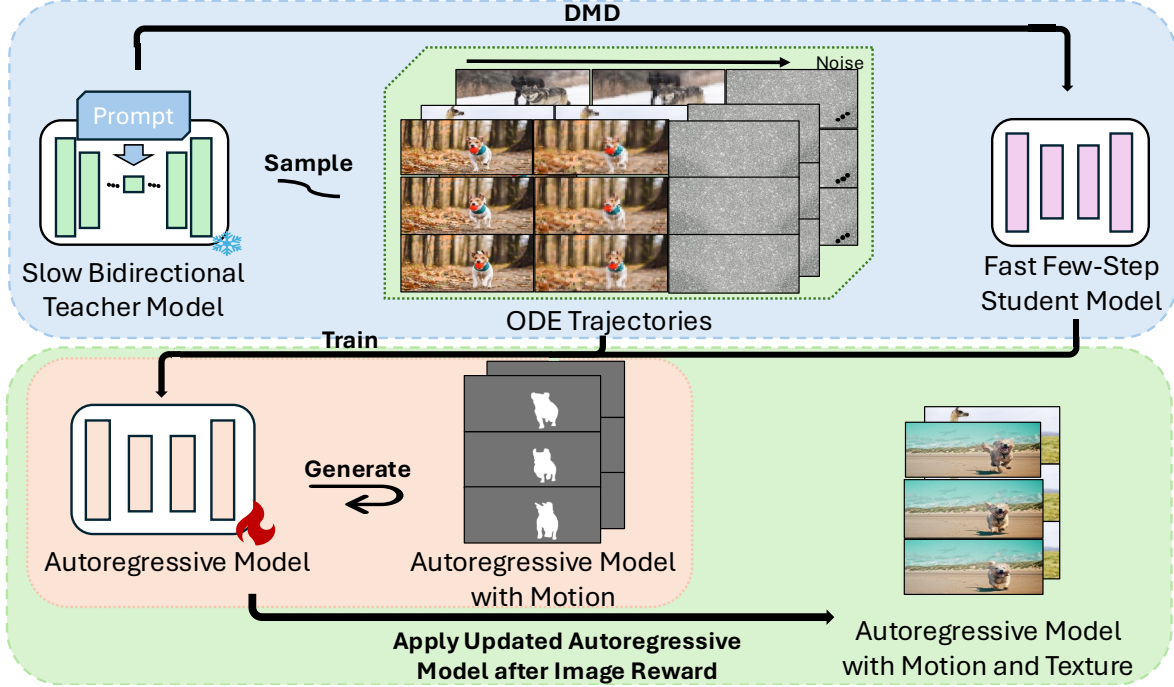 DMD
Noise
Prompt
Sample
Slow Bidirectional
Teacher Model
ODE Trajectories
Fast Few-Step
Student Model
Train
Generate
Autoregressive Model
Autoregressive Model
with Motion
Apply Updated Autoregressive
Model after Image Reward
Autoregressive Model
with Motion and Texture